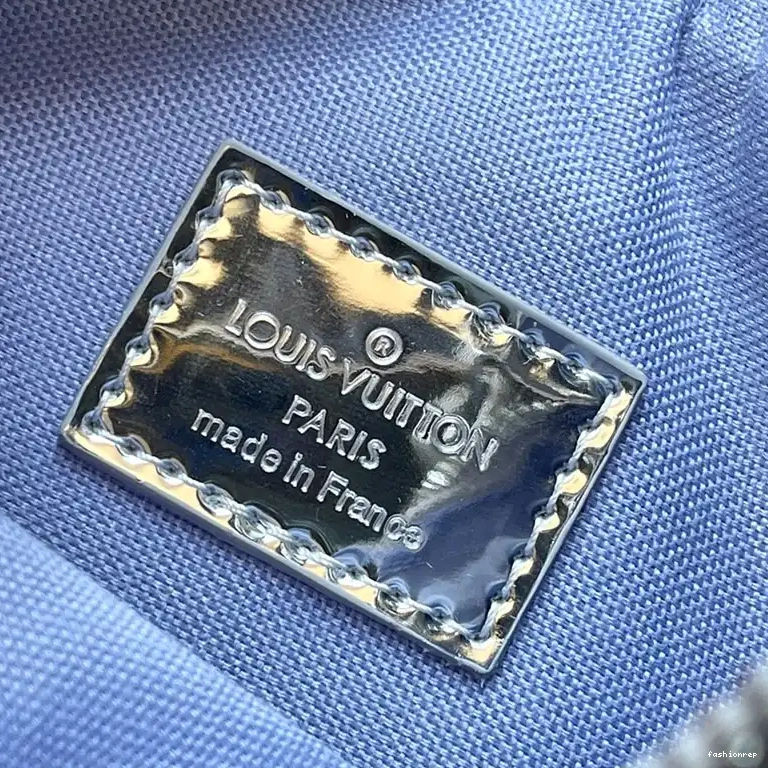 ®
LOUIS VUITTON
PARIS
made in France
fashionrep